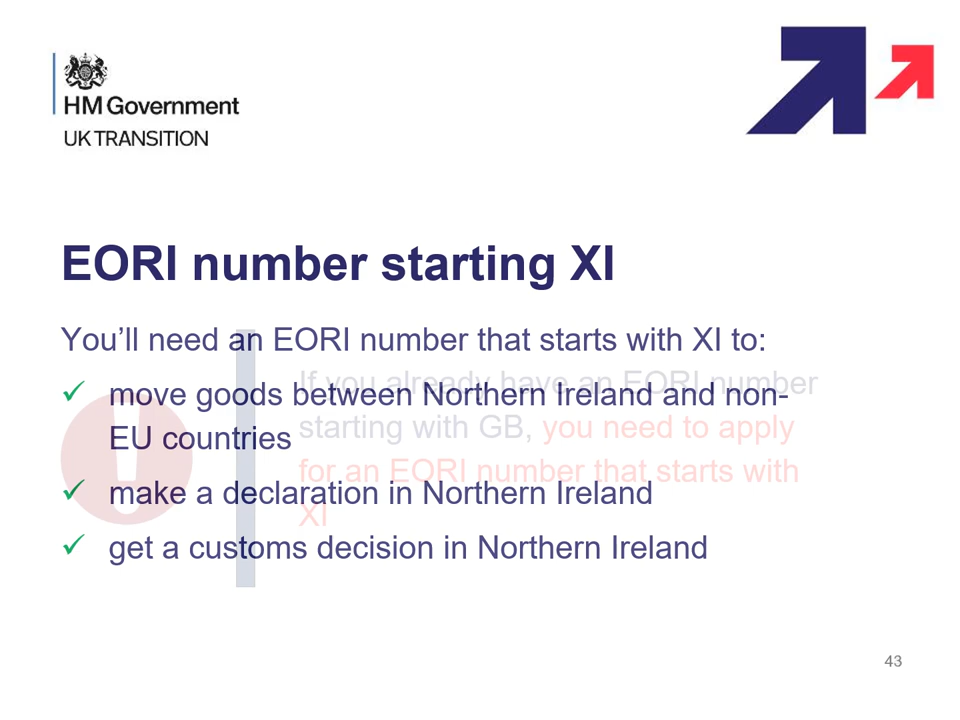 HM Government
UK TRANSITION
EORI number starting XI
You'll need an EORI number that starts with XI to:
✓ move goods between Northern Ireland and non-
EU countries
✓ make a declaration in Northern Ireland
✓ get a customs decision in Northern Ireland
If you already have an EORI number
starting with GB, you need to apply
for an EORI number that starts with
XI
43